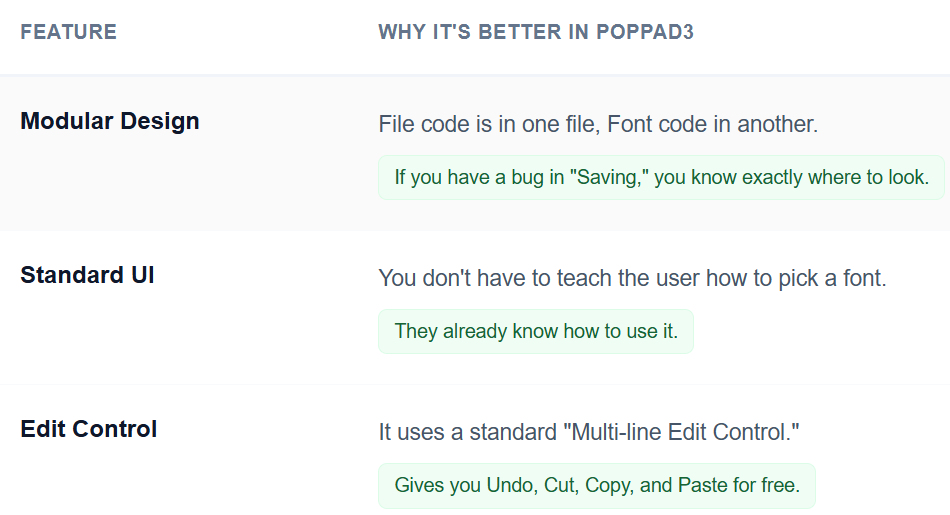 FEATURE
WHY IT'S BETTER IN POPPAD3
Modular Design
File code is in one file, Font code in another.
If you have a bug in "Saving," you know exactly where to look.
Standard UI
You don't have to teach the user how to pick a font.
They already know how to use it.
Edit Control
It uses a standard "Multi-line Edit Control."
Gives you Undo, Cut, Copy, and Paste for free.